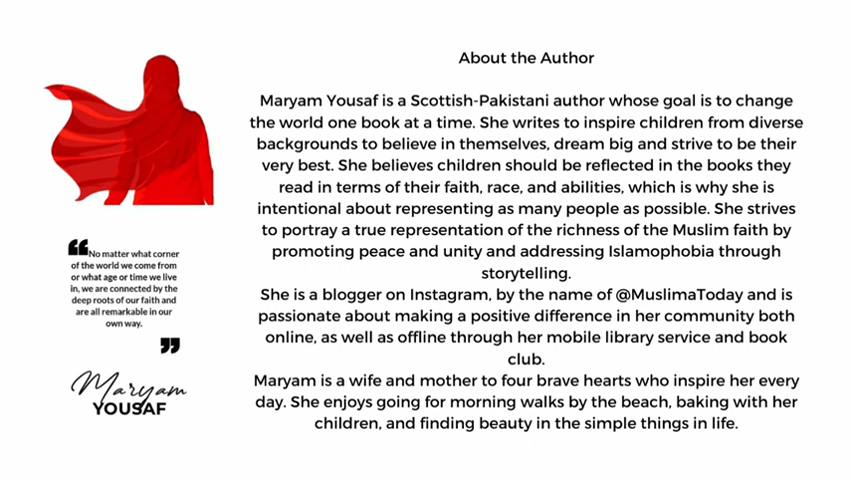 About the Author
Maryam Yousaf is a Scottish-Pakistani author whose goal is to change
the world one book at a time. She writes to inspire children from diverse
backgrounds to believe in themselves, dream big and strive to be their
very best. She believes children should be reflected in the books they
read in terms of their faith, race, and abilities, which is why she is
intentional about representing as many people as possible. She strives
to portray a true representation of the richness of the Muslim faith by
promoting peace and unity and addressing Islamophobia through
storytelling.
She is a blogger on Instagram, by the name of @MuslimaToday and is
passionate about making a positive difference in her community both
online, as well as offline through her mobile library service and book
club.
Maryam is a wife and mother to four brave hearts who inspire her every
day. She enjoys going for morning walks by the beach, baking with her
children, and finding beauty in the simple things in life.
“No matter what corner
of the world we come from
or what age or time we live
in, we are connected by the
deep roots of our faith and
are all remarkable in our
own way.
”
Maryam
YOUSAF